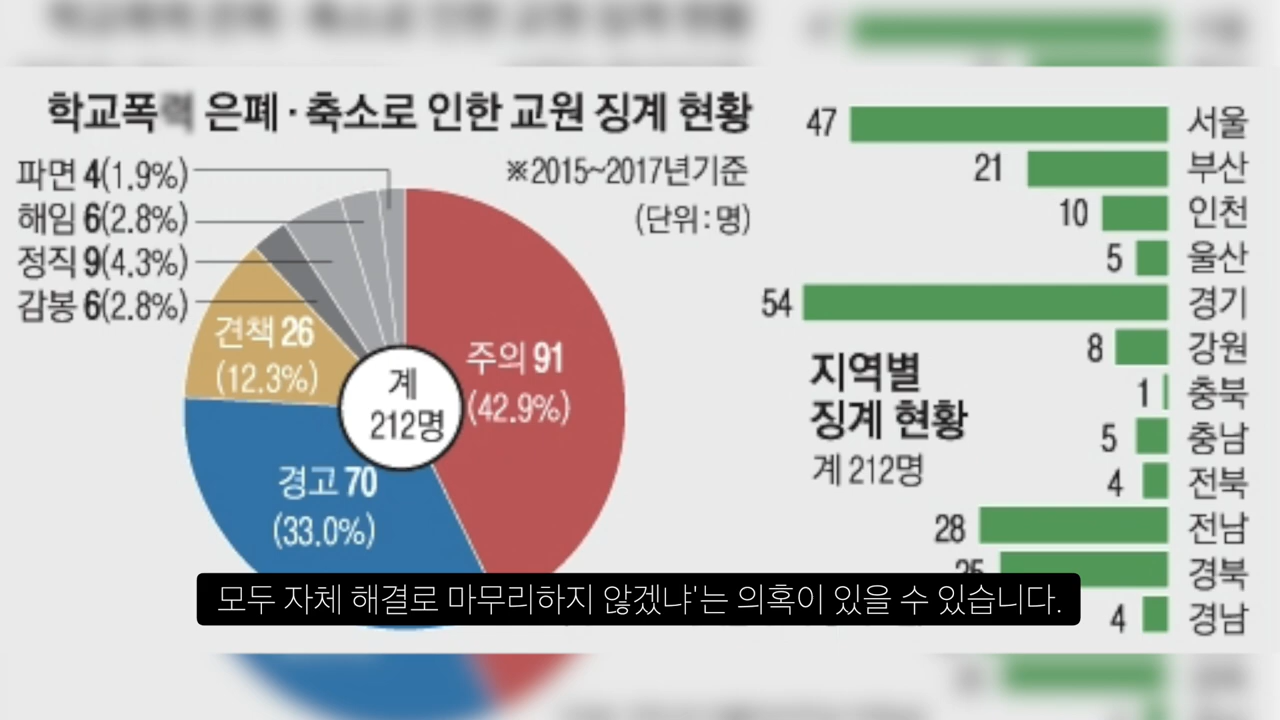 학교폭력 은폐·축소로 인한 교원 징계 현황
※2015~2017년기준
(단위:명)
파면 4(1.9%)
해임 6(2.8%)
정직 9(4.3%)
감봉 6(2.8%)
견책 26
(12.3%)
주의 91
(42.9%)
계
212명
경고 70
(33.0%)
지역별
징계 현황
계 212명
47 서울
21 부산
10 인천
5 울산
54 경기
8 강원
1 충북
5 충남
4 전북
28 전남
25 경북
4 경남
모두 자체 해결로 마무리하지 않겠냐'는 의혹이 있을 수 있습니다.